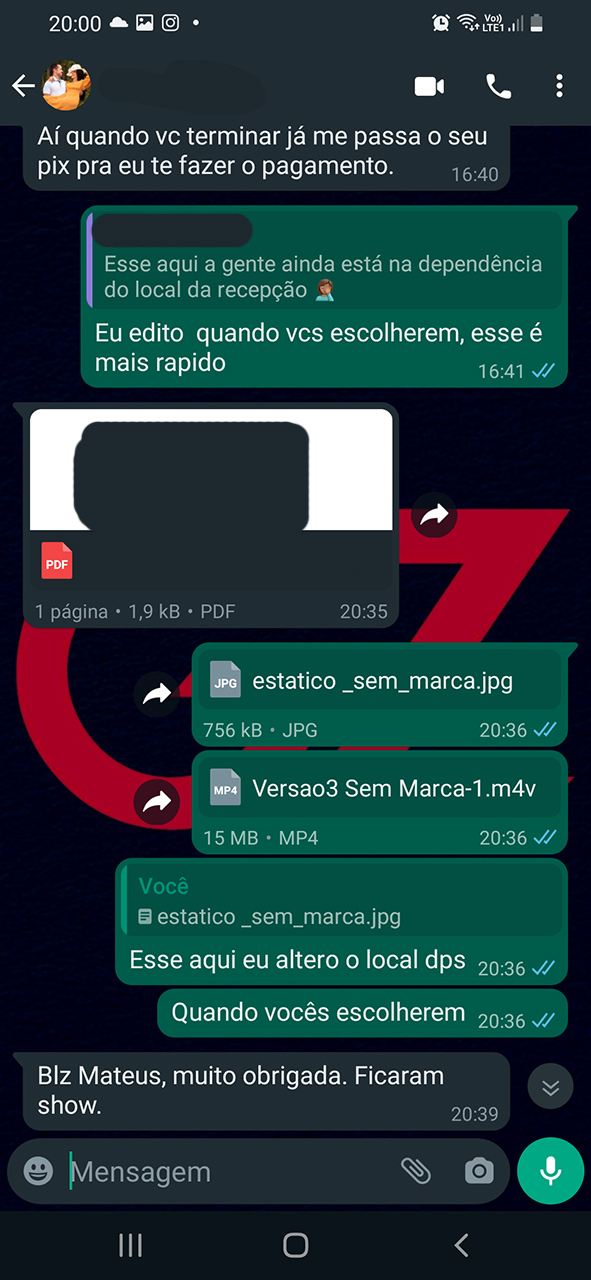 20:00
Vo))
LTE1
Aí quando vc terminar já me passa o seu
pix pra eu te fazer o pagamento.
16:40
Esse aqui a gente ainda está na dependência
do local da recepção 🤦🏽‍♀️
Eu edito  quando vcs escolherem, esse é
mais rapido
16:41
PDF
1 página • 1,9 kB • PDF
20:35
JPG
estatico _sem_marca.jpg
756 kB • JPG
20:36
MP4
Versao3 Sem Marca-1.m4v
15 MB • MP4
20:36
Você
estatico _sem_marca.jpg
Esse aqui eu altero o local dps
20:36
Quando vocês escolherem
20:36
Blz Mateus, muito obrigada. Ficaram
show.
20:39
Mensagem